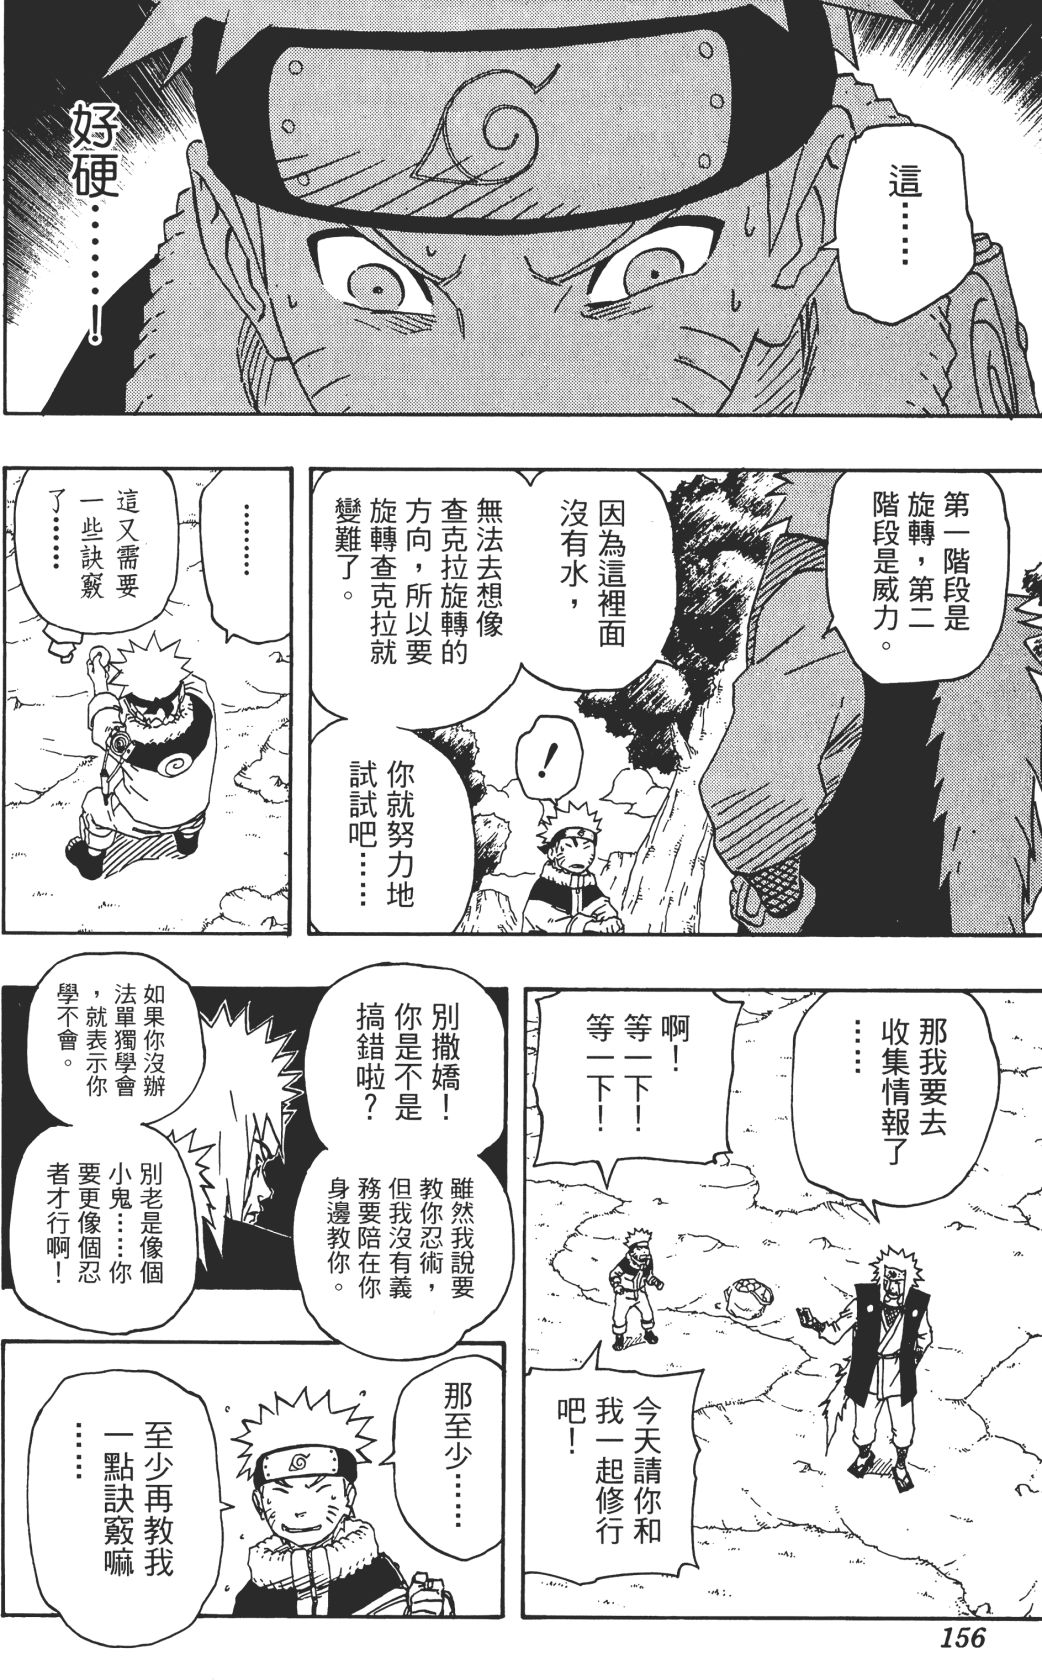 這……
好硬……！
第一階段是
旋轉，第二
階段是威力。
因為這裡面
沒有水，
無法去想像
查克拉旋轉的
方向，所以要
旋轉查克拉就
變難了。
！
你就努力地
試試吧……
……
這又需要
一些訣竅
了……
那我要去
收集情報了
……
啊！
等一下！
等一下！
今天請你和
我一起修行
吧！
別撒嬌！
你是不是
搞錯啦？
雖然我說要
教你忍術，
但我沒有義
務要陪在你
身邊教你。
如果你沒辦
法單獨學會
，就表示你
學不會。
別老是像個
小鬼……你
要更像個忍
者才行啊！
那至少……
至少再教我
一點訣竅嘛
……
156